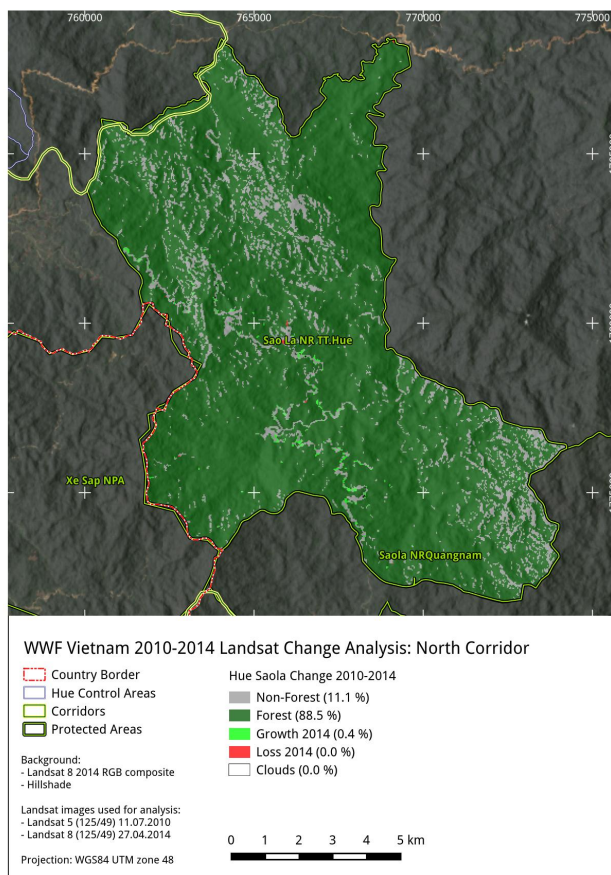 760000 765000 770000 775000
Sao La NR TT.Hue
Xe Sap NPA
Saola NRQuangnam
WWF Vietnam 2010-2014 Landsat Change Analysis: North Corridor
Country Border
Hue Control Areas
Corridors
Protected Areas
Background:
- Landsat 8 2014 RGB composite
- Hillshade
Landsat images used for analysis:
- Landsat 5 (125/49) 11.07.2010
- Landsat 8 (125/49) 27.04.2014
Projection: WGS84 UTM zone 48
Hue Saola Change 2010-2014
Non-Forest (11.1 %)
Forest (88.5 %)
Growth 2014 (0.4 %)
Loss 2014 (0.0 %)
Clouds (0.0 %)
0 1 2 3 4 5 km